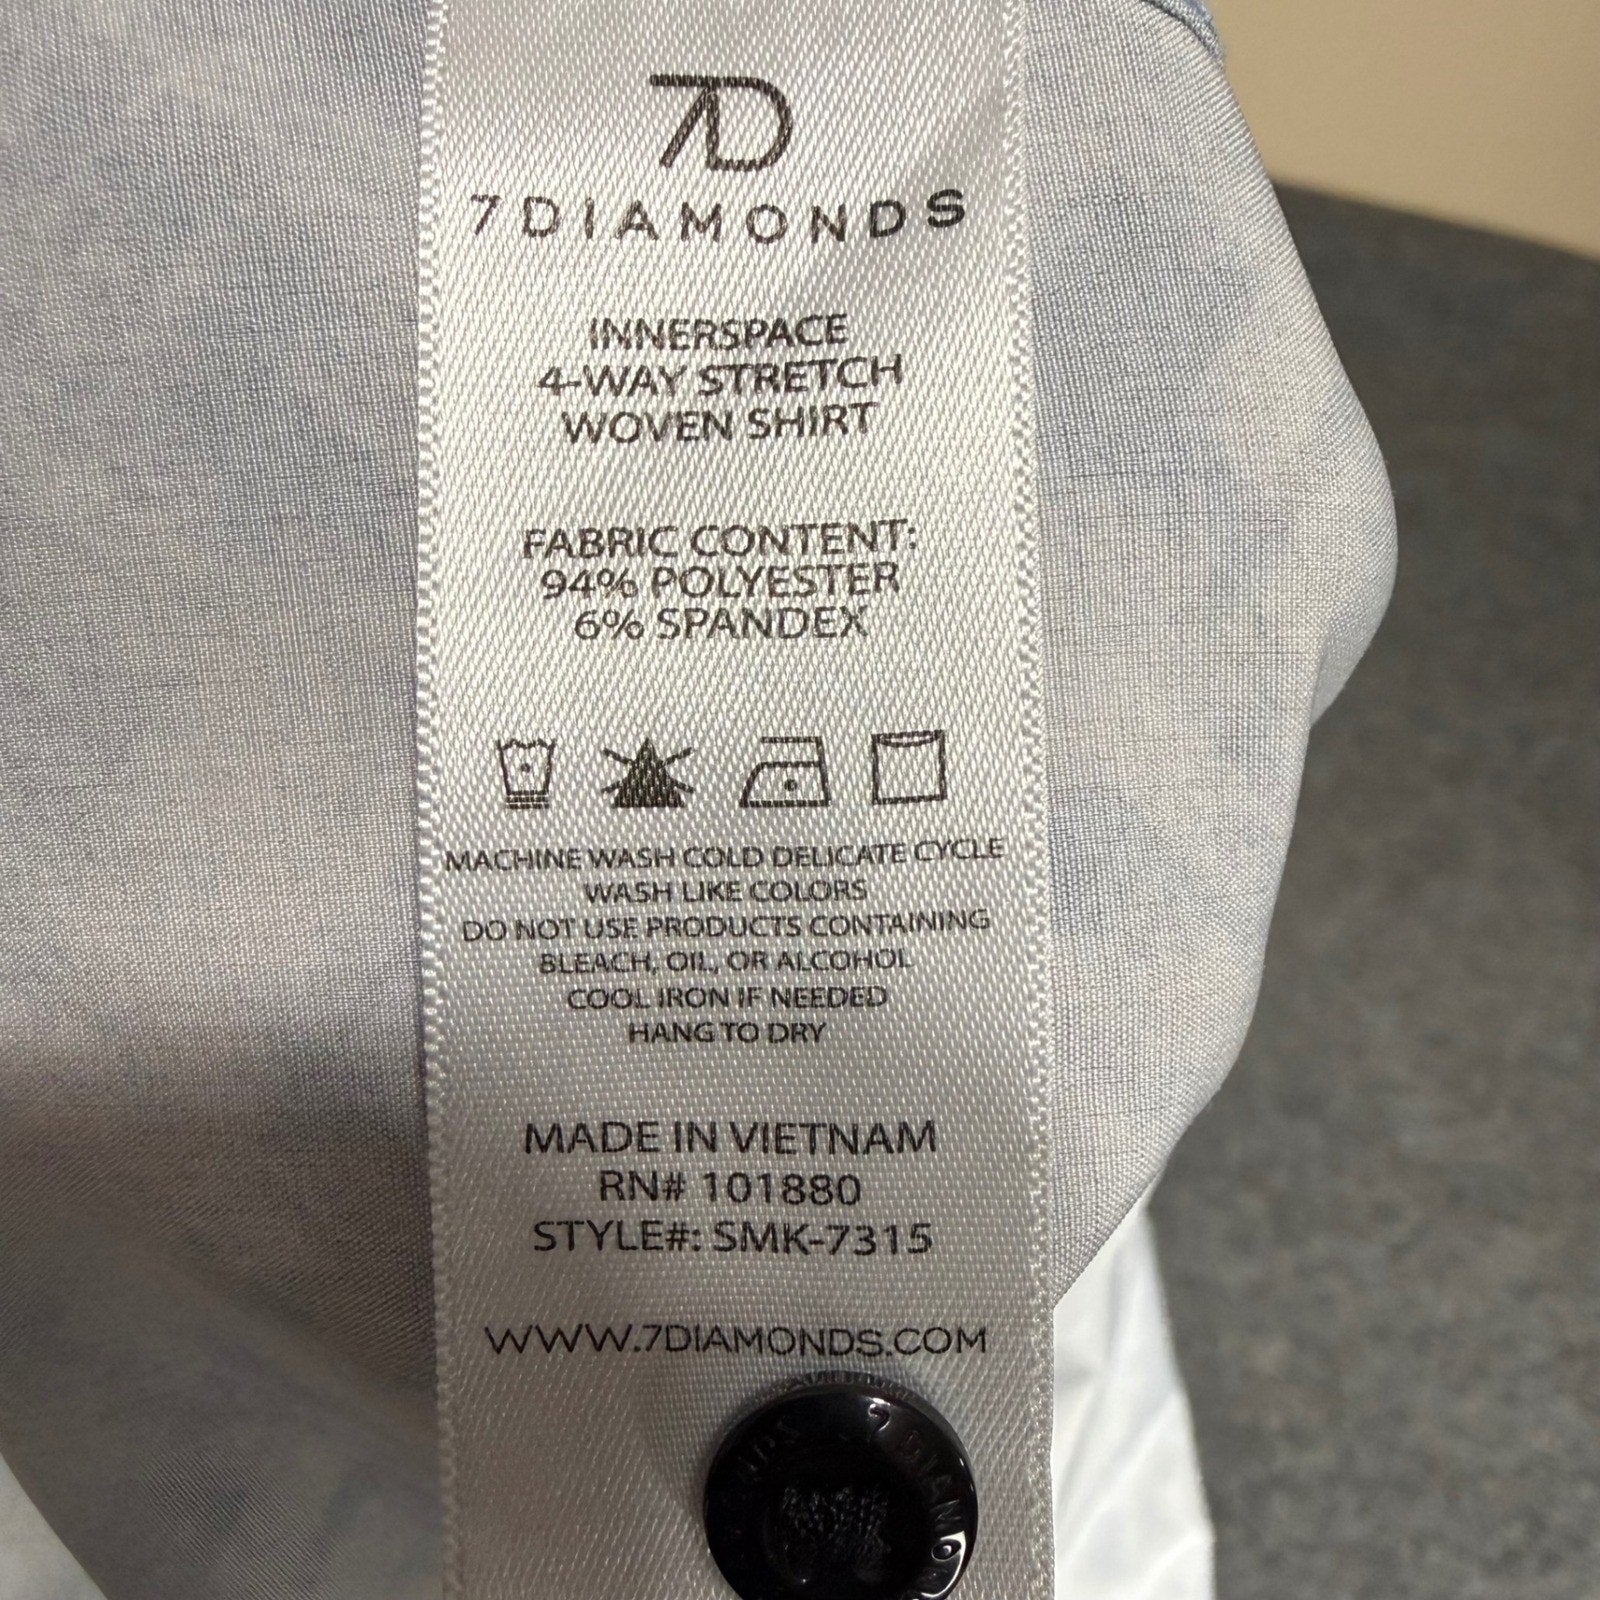 7D
7DIAMONDS
INNERSPACE
4-WAY STRETCH
WOVEN SHIRT
FABRIC CONTENT:
94% POLYESTER
6% SPANDEX
MACHINE WASH COLD DELICATE CYCLE
WASH LIKE COLORS
DO NOT USE PRODUCTS CONTAINING
BLEACH, OIL, OR ALCOHOL
COOL IRON IF NEEDED
HANG TO DRY
MADE IN VIETNAM
RN# 101880
STYLE#: SMK-7315
WWW.7DIAMONDS.COM
7